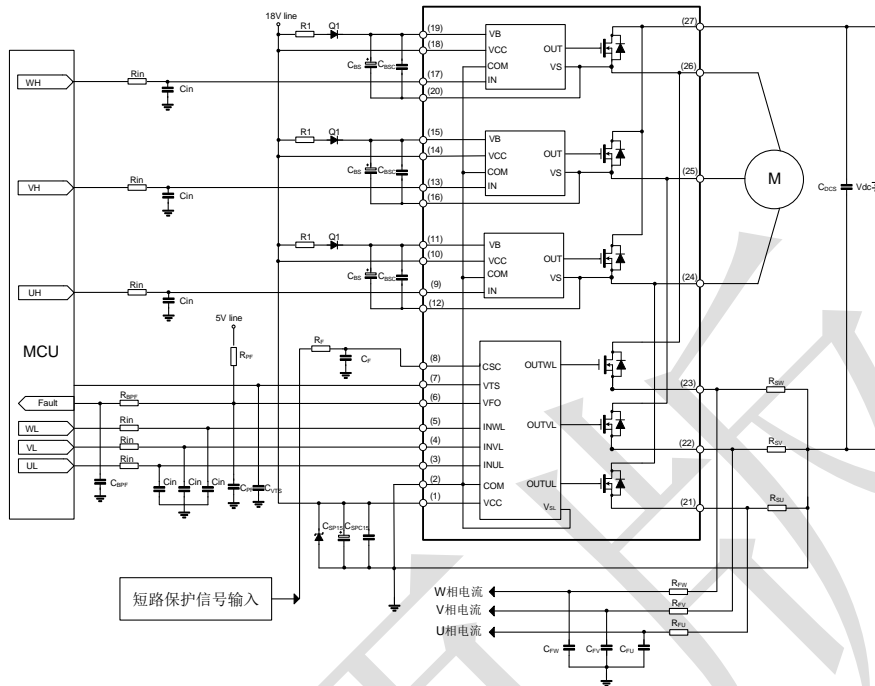 18V line
R1 Q1
CBS CBSC
(19) VB
(18) VCC
COM
(17) IN
(20)
OUT
VS
(27)
(26)
WH
Rin
Cin
R1 Q1
CBS CBSC
(15) VB
(14) VCC
COM
(13) IN
(16)
OUT
VS
(25)
M
CDCS
Vdc
VH
Rin
Cin
R1 Q1
CBS CBSC
(11) VB
(10) VCC
COM
(9) IN
(12)
OUT
VS
(24)
UH
Rin
Cin
5V line
RPF
MCU
RF
CF
(8) CSC
(7) VTS
(6) VFO
(5) INWL
(4) INVL
(3) INUL
(2) COM
(1) VCC
OUTWL
OUTVL
OUTUL
VSL
(23)
(22)
(21)
RSW
RSV
RSU
Fault
RBPF
WL
Rin
VL
Rin
UL
Rin
CBPF
Cin Cin Cin
CPF
CVTS
CSP15 CSPC15
短路保护信号输入
W相电流
V相电流
U相电流
RFW
RFV
RFU
CFW CFV CFU